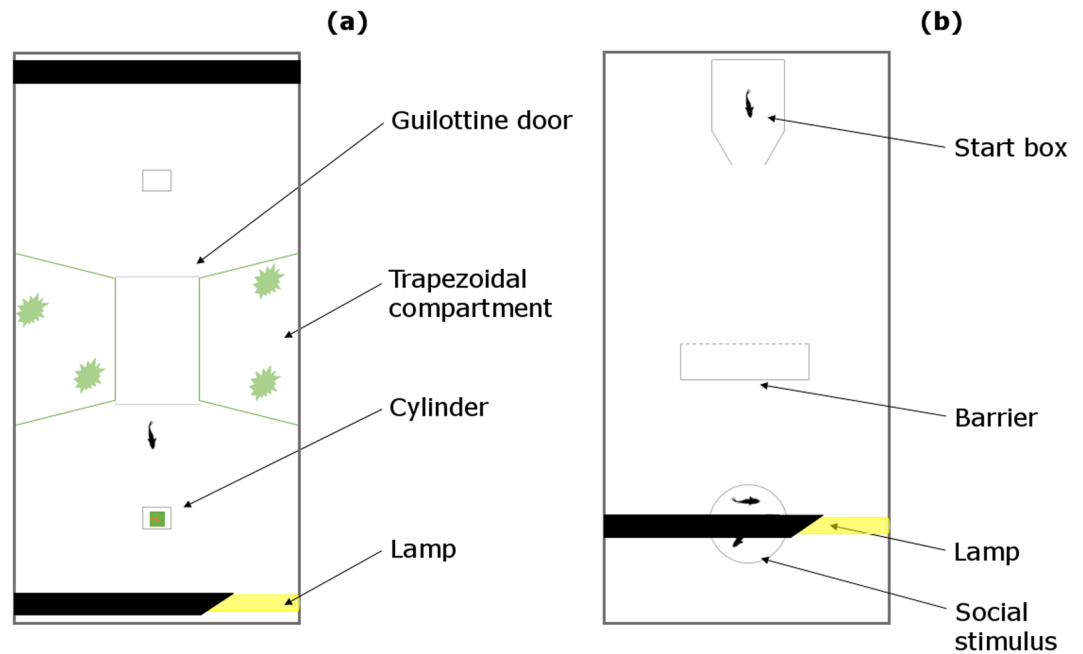 (a)
Guilottine door
Trapezoidal
compartment
Cylinder
Lamp
(b)
Start box
Barrier
Lamp
Social
stimulus